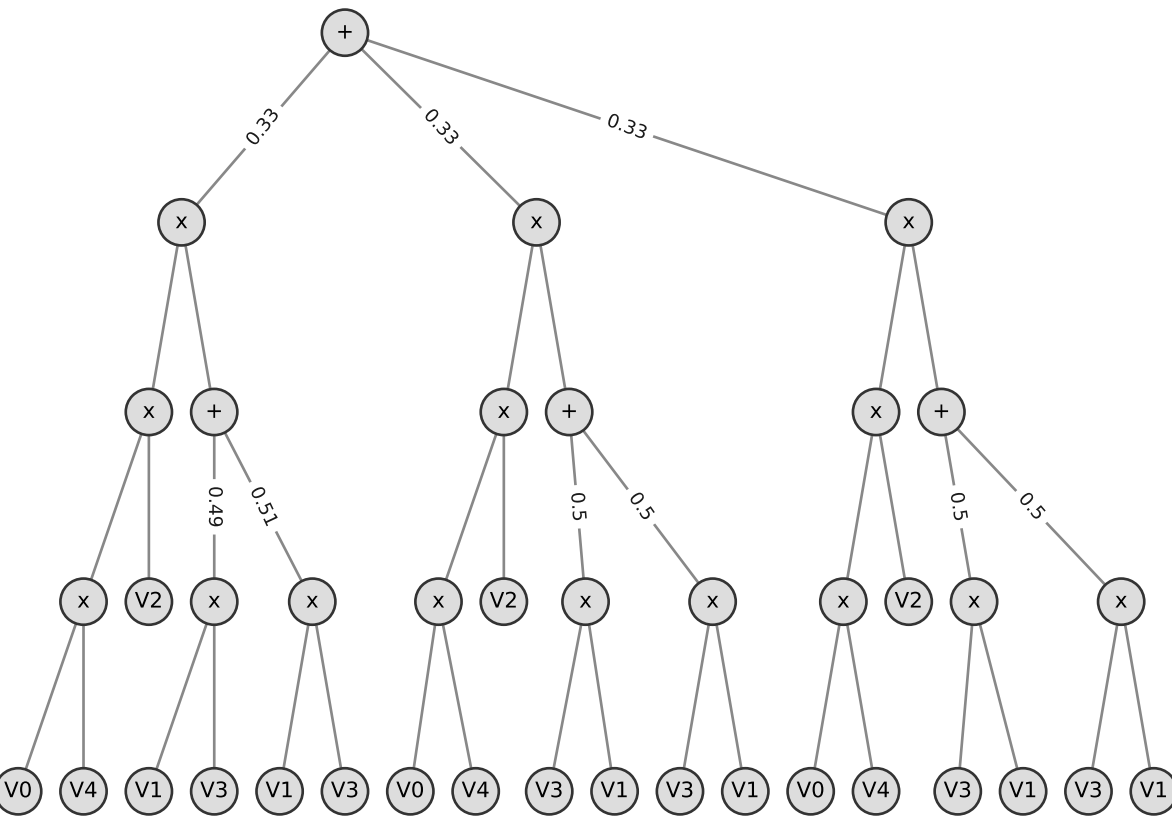 +
0.33 0.33 0.33
x x x
x + x + x +
0.49 0.51 0.5 0.5 0.5 0.5
x V2 x x x V2 x x x V2 x x
V0 V4 V1 V3 V1 V3 V0 V4 V3 V1 V3 V1 V0 V4 V3 V1 V3 V1